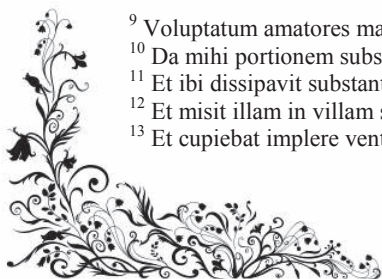 ⁹ Voluptatum amatores ma
¹⁰ Da mihi portionem subs
¹¹ Et ibi dissipavit substant
¹² Et misit illam in villam s
¹³ Et cupiebat implere vent